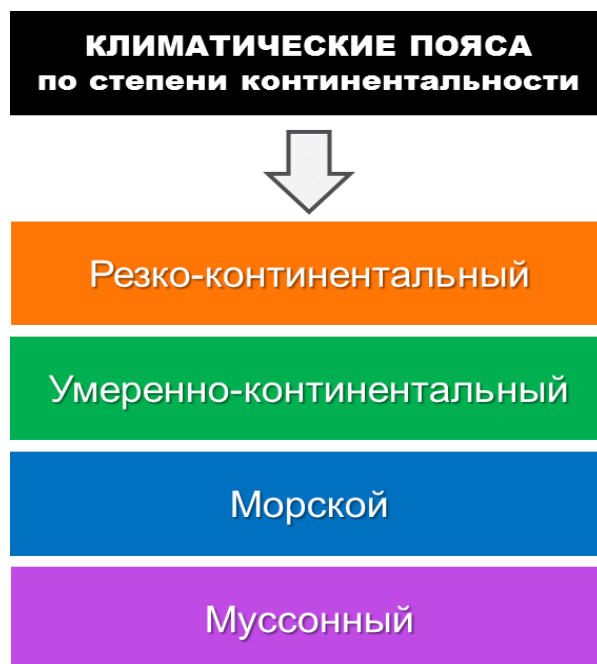 КЛИМАТИЧЕСКИЕ ПОЯСА
по степени континентальности
Резко-континентальный
Умеренно-континентальный
Морской
Муссонный